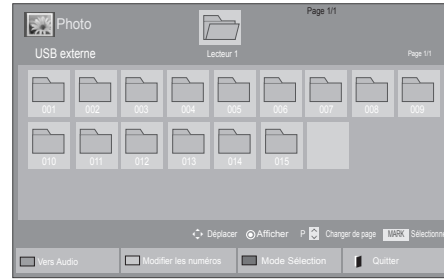 Page 1/1
Photo
USB externe
Lecteur 1
Page 1/1
001 002 003 004 005 006 007 008 009
010 011 012 013 014 015
Déplacer Afficher P Changer de page MARK Sélectionne
Vers Audio Modifier les numéros Mode Sélection Quitter